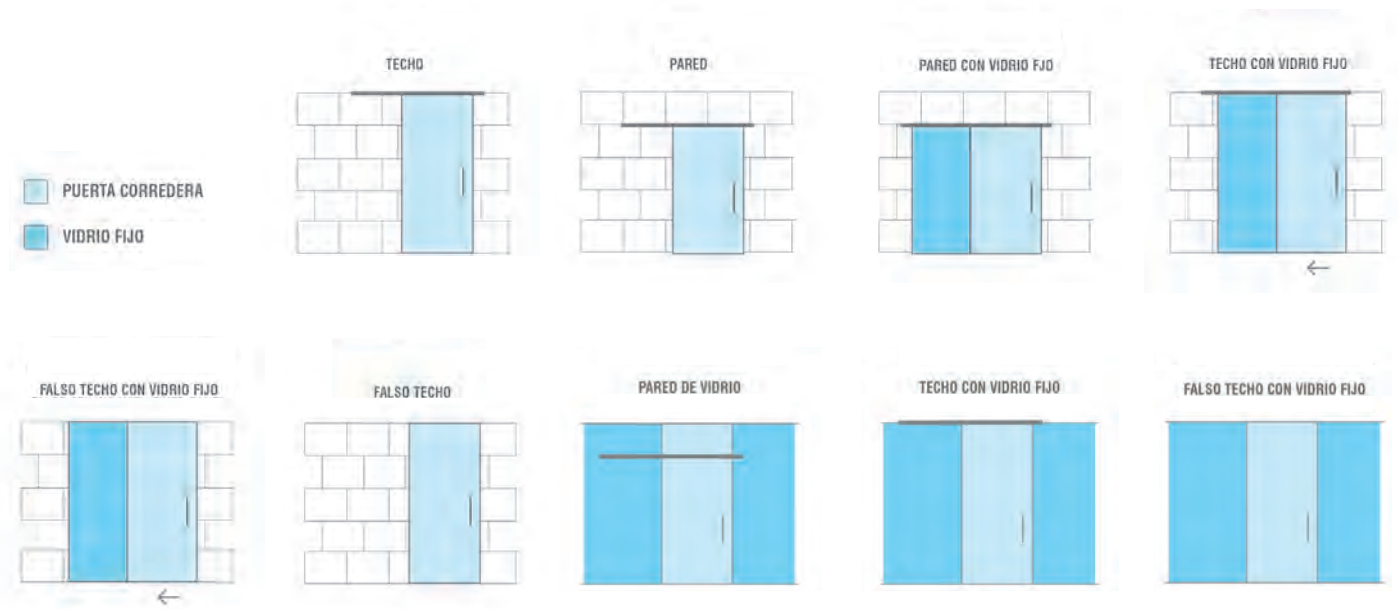 TECHO
PARED
PARED CON VIDRIO FJO
TECHO CON VIDRIO FIJO
PUERTA CORREDERA
VIDRIO FIJO
FALSO TECHO CON VIDRIO FIJO
FALSO TECHO
PARED DE VIDRIO
TECHO CON VIDRIO FIJO
FALSO TECHO CON VIDRIO FIJO